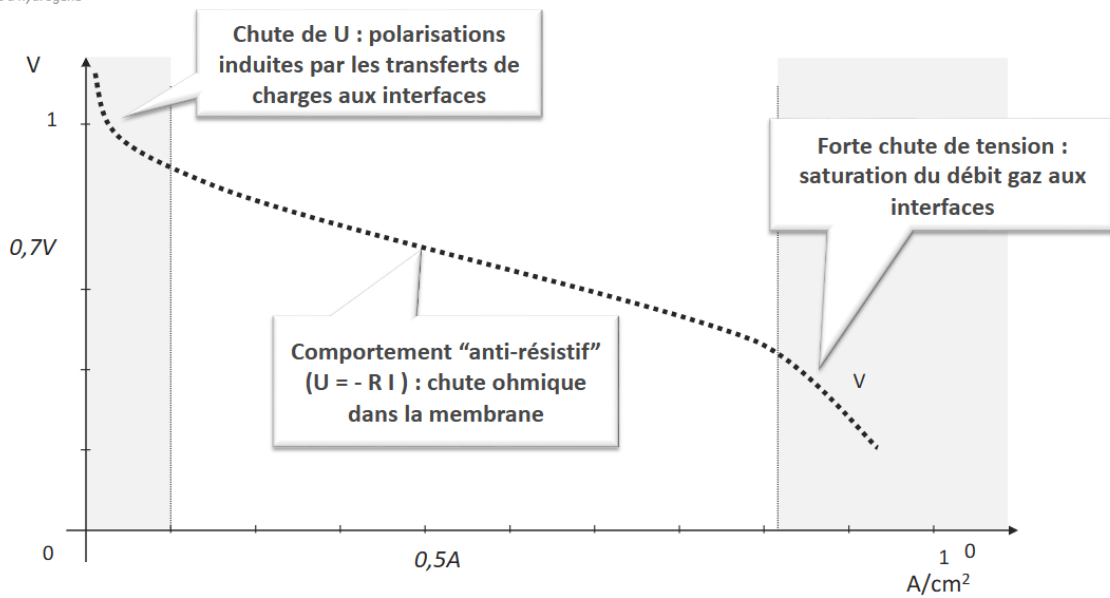 Chute de U : polarisations
induites par les transferts de
charges aux interfaces
V
1
Forte chute de tension :
saturation du débit gaz aux
interfaces
0,7V
Comportement “anti-résistif”
(U = - R I ) : chute ohmique
dans la membrane
V
0
0,5A
1
0
A/cm²